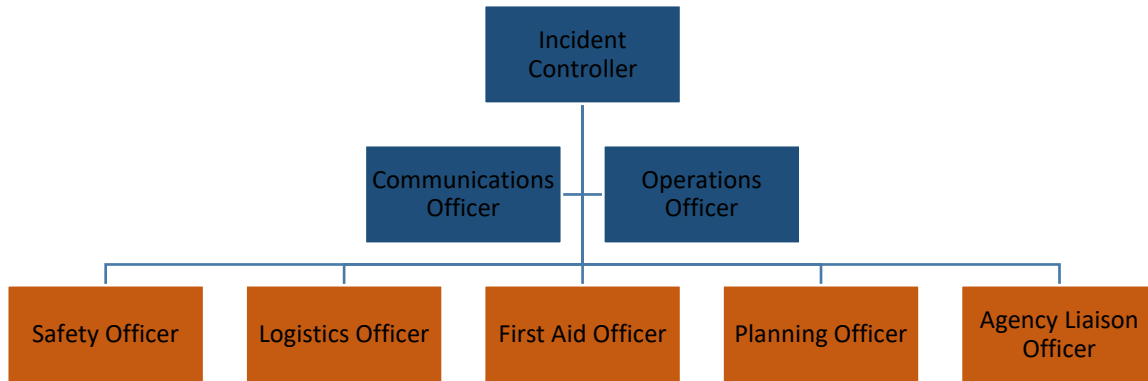 Incident
Controller
Communications
Officer
Operations
Officer
Safety Officer
Logistics Officer
First Aid Officer
Planning Officer
Agency Liaison
Officer